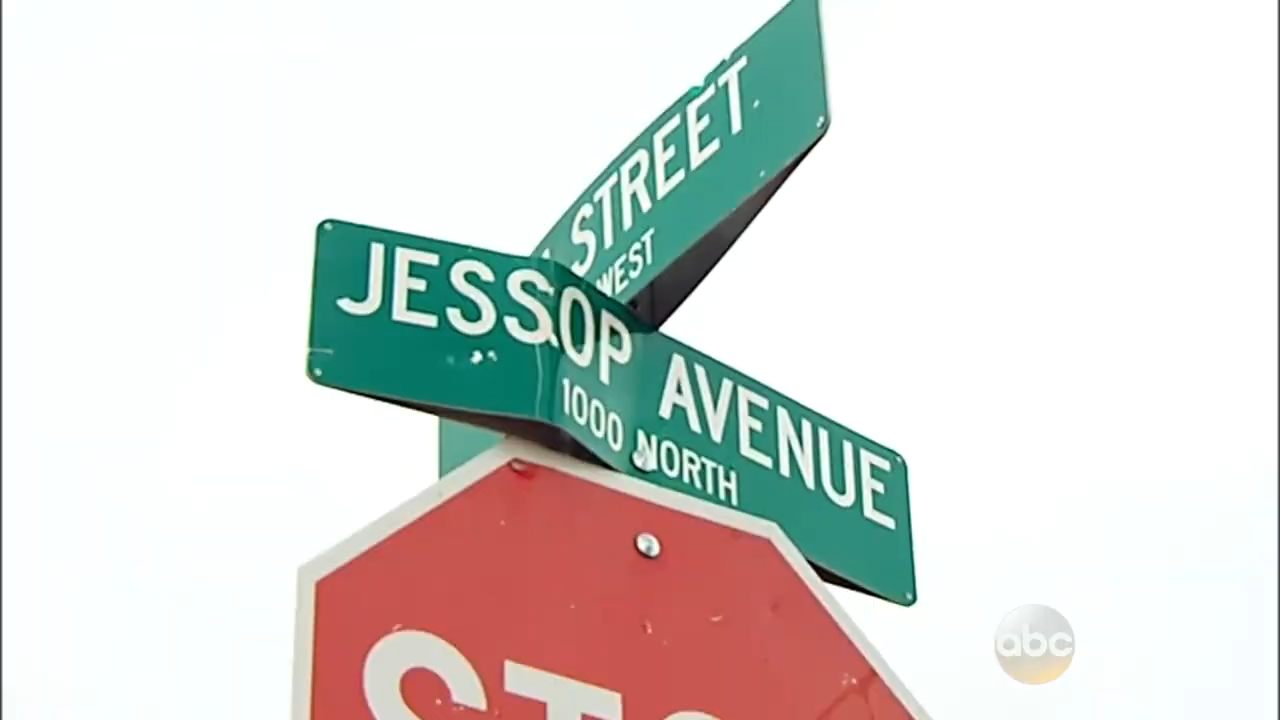 STREET
WEST
JESSOP AVENUE
1000 NORTH
abc